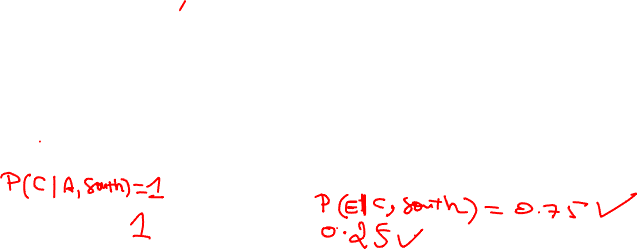 P(C|A, South)=1
1
P(E|C, South) = 0.75 ✓
0.25 ✓